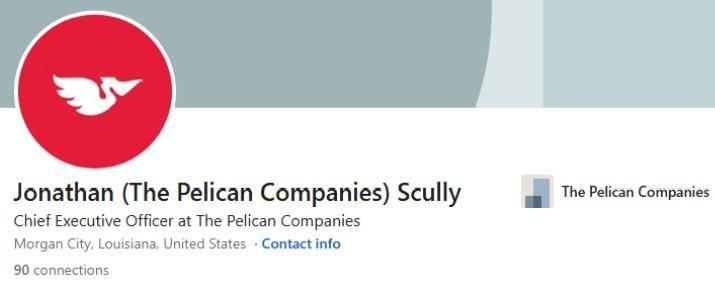 Jonathan (The Pelican Companies) Scully
The Pelican Companies
Chief Executive Officer at The Pelican Companies
Morgan City, Louisiana, United States · Contact info
90 connections